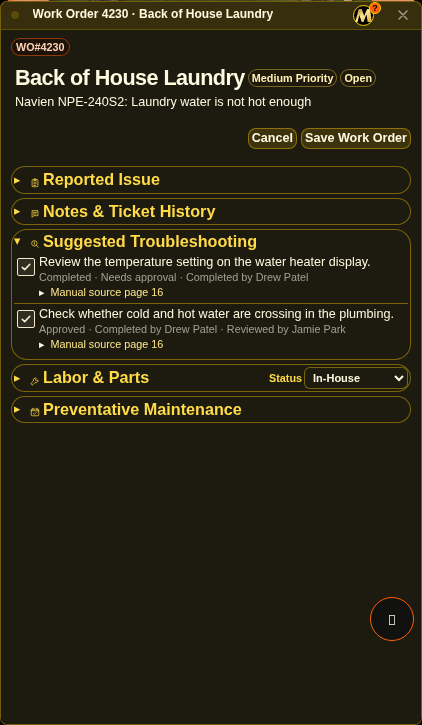 Work Order 4230 · Back of House Laundry
M ?
WO#4230
Back of House Laundry Medium Priority Open
Navien NPE-240S2: Laundry water is not hot enough
Cancel Save Work Order
Reported Issue
Notes & Ticket History
Suggested Troubleshooting
Review the temperature setting on the water heater display.
Completed · Needs approval · Completed by Drew Patel
Manual source page 16
Check whether cold and hot water are crossing in the plumbing.
Approved · Completed by Drew Patel · Reviewed by Jamie Park
Manual source page 16
Labor & Parts Status In-House
Preventative Maintenance